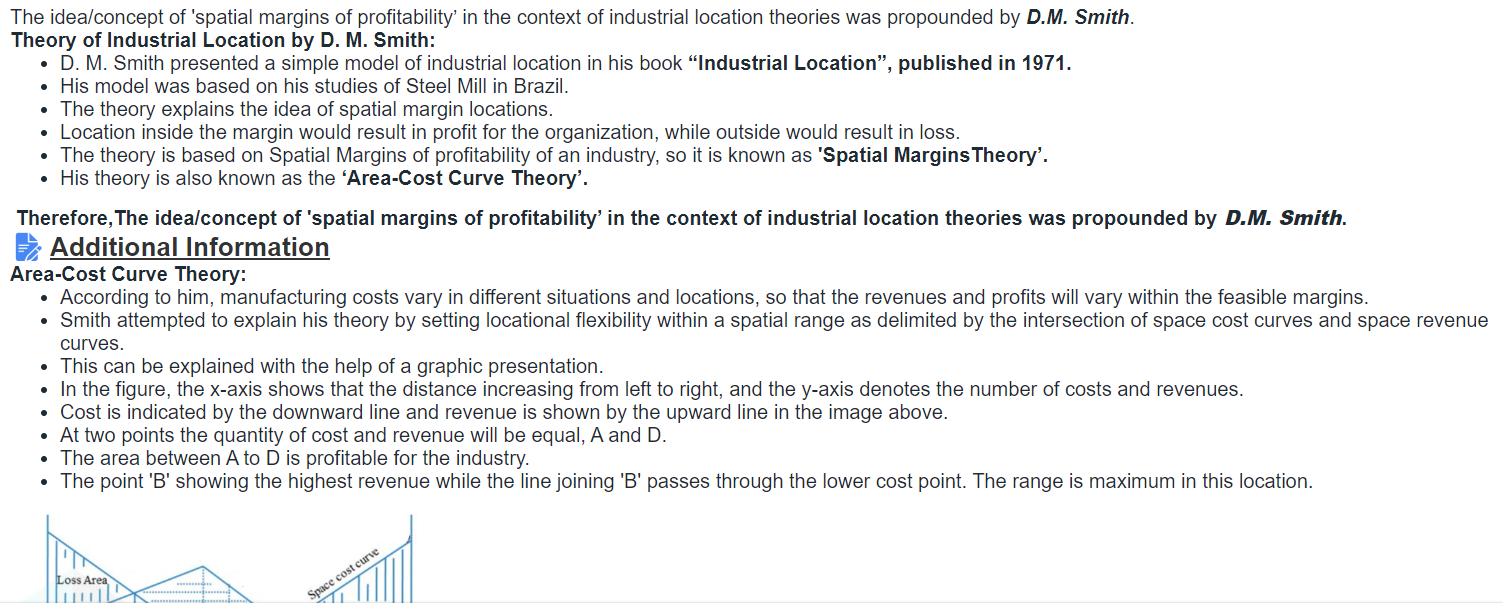 The idea/concept of 'spatial margins of profitability' in the context of industrial location theories was propounded by D.M. Smith.
Theory of Industrial Location by D. M. Smith:
• D. M. Smith presented a simple model of industrial location in his book “Industrial Location”, published in 1971.
• His model was based on his studies of Steel Mill in Brazil.
• The theory explains the idea of spatial margin locations.
• Location inside the margin would result in profit for the organization, while outside would result in loss.
• The theory is based on Spatial Margins of profitability of an industry, so it is known as 'Spatial MarginsTheory’.
• His theory is also known as the ‘Area-Cost Curve Theory’.
Therefore,The idea/concept of 'spatial margins of profitability’ in the context of industrial location theories was propounded by D.M. Smith.
Additional Information
Area-Cost Curve Theory:
• According to him, manufacturing costs vary in different situations and locations, so that the revenues and profits will vary within the feasible margins.
• Smith attempted to explain his theory by setting locational flexibility within a spatial range as delimited by the intersection of space cost curves and space revenue
curves.
• This can be explained with the help of a graphic presentation.
• In the figure, the x-axis shows that the distance increasing from left to right, and the y-axis denotes the number of costs and revenues.
• Cost is indicated by the downward line and revenue is shown by the upward line in the image above.
• At two points the quantity of cost and revenue will be equal, A and D.
• The area between A to D is profitable for the industry.
• The point 'B' showing the highest revenue while the line joining 'B' passes through the lower cost point. The range is maximum in this location.
Loss Area
Space cost curve